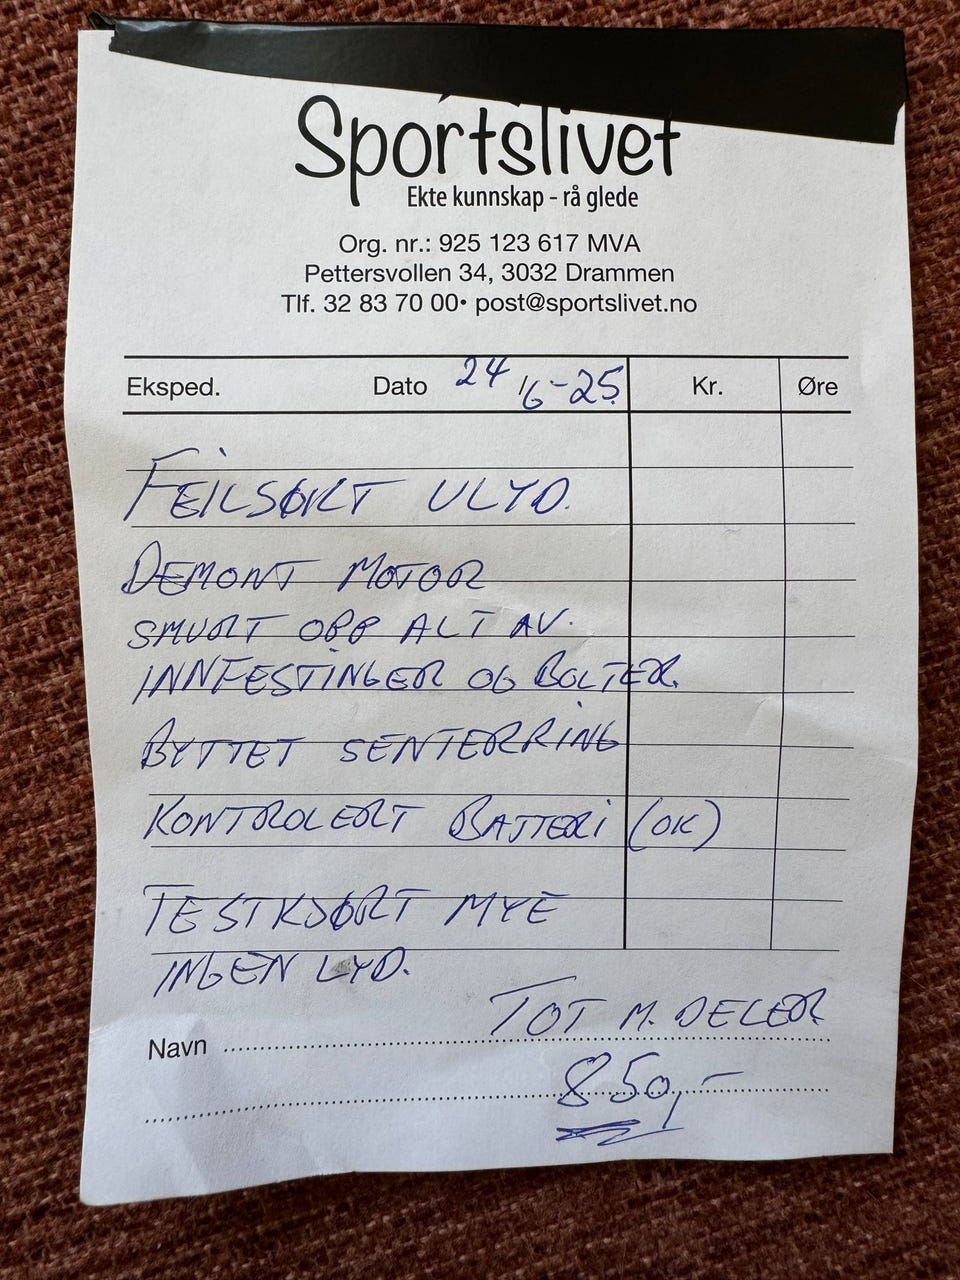 Sportslivet
Ekte kunnskap - rå glede
Org. nr.: 925 123 617 MVA
Pettersvollen 34, 3032 Drammen
Tlf. 32 83 70 00• post@sportslivet.no
Eksped. Dato 24/6-25 Kr. Øre
FEILSØKT ULYD.
DEMONT MOTOR
SMURT OPP ALT AV.
INNFESTINGER OG BOLTER.
BYTTET SENTERRING
KONTROLERT BATTERI (OK)
TESTKJØRT MYE
INGEN LYD.
TOT M. DELER
Navn
850,-